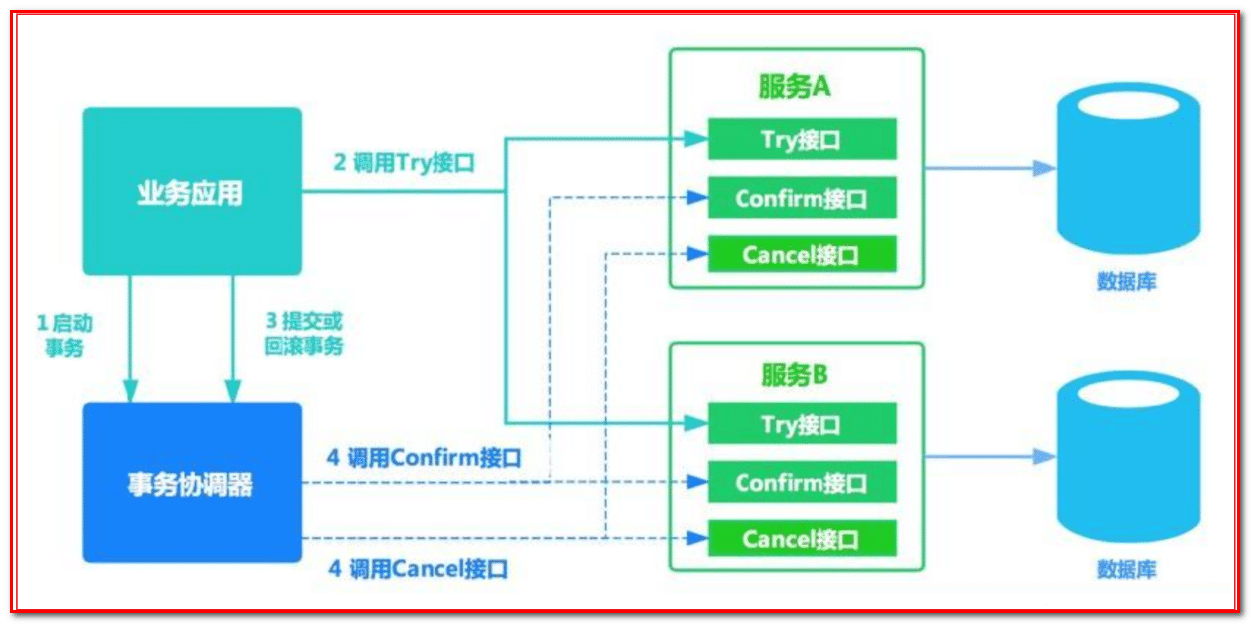 服务A
Try接口
2 调用Try接口
业务应用
Confirm接口
Cancel接口
数据库
1 启动
事务
3 提交或
回滚事务
服务B
Try接口
4 调用Confirm接口
事务协调器
Confirm接口
Cancel接口
4 调用Cancel接口
数据库